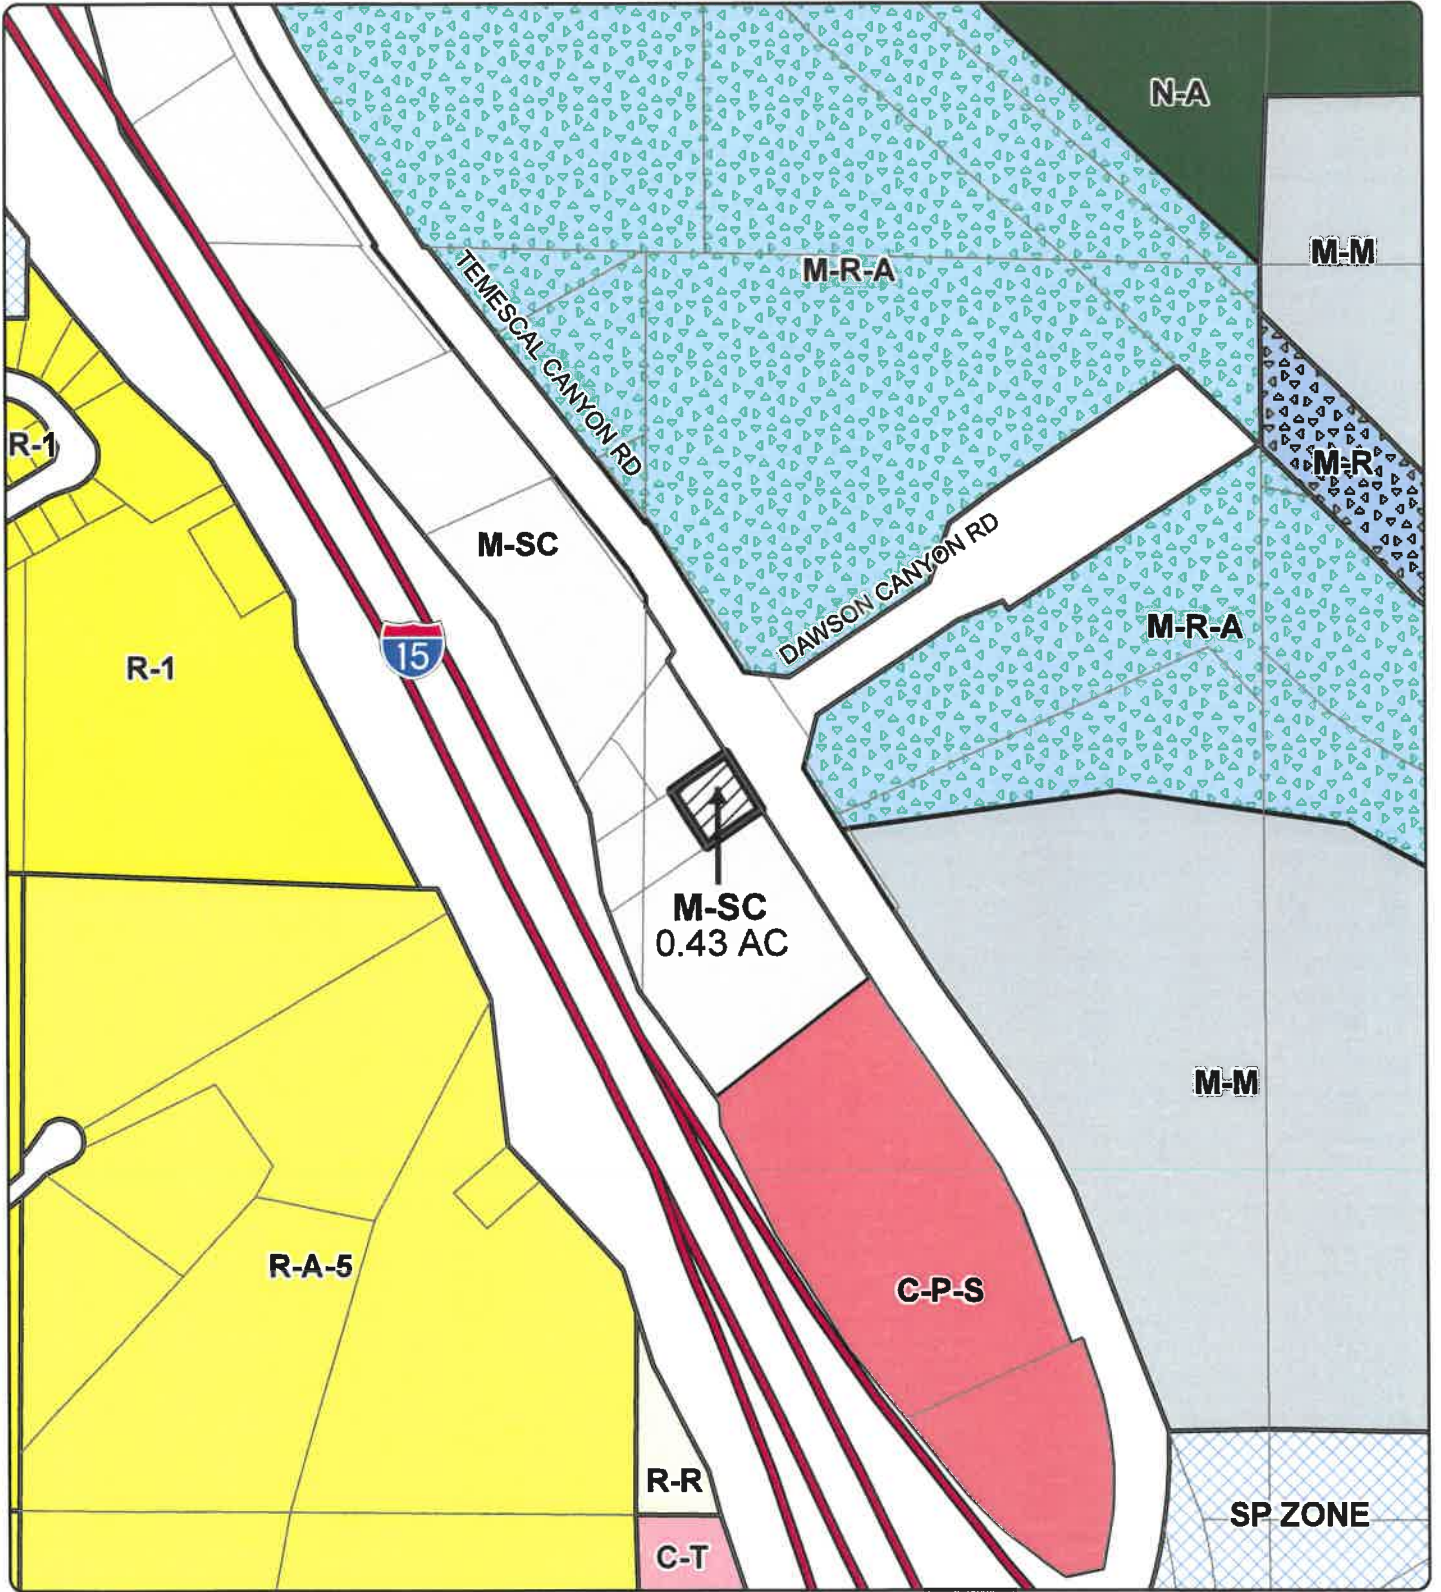 N-A
M-M
M-R-A
TEMESCAL CANYON RD
R-1
M-R
M-SC
DAWSON CANYON RD
M-R-A
15
R-1
M-SC
0.43 AC
M-M
R-A-5
C-P-S
R-R
SP ZONE
C-T